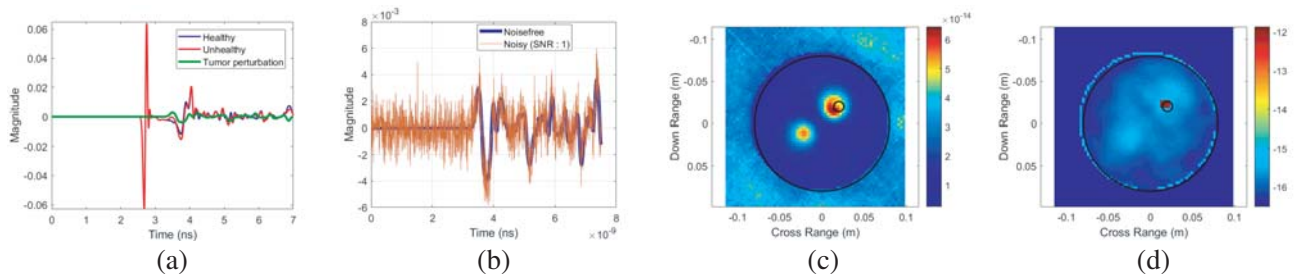 Healthy
Unhealthy
Tumor perturbation
Magnitude
0.06
0.04
0.02
0
-0.02
-0.04
-0.06
0 1 2 3 4 5 6 7
Time (ns)
(a)
×10⁻³
Noisefree
Noisy (SNR : 1)
Magnitude
8
6
4
2
0
-2
-4
-6
0 2 4 6 8
Time (ns) ×10⁻⁹
(b)
×10⁻¹⁴
Down Range (m)
-0.1
-0.05
0
0.05
-0.1 -0.05 0 0.05 0.1
Cross Range (m)
6
5
4
3
2
1
(c)
Down Range (m)
-0.1
-0.05
0
0.05
-0.1 -0.05 0 0.05 0.1
Cross Range (m)
-12
-13
-14
-15
-16
(d)